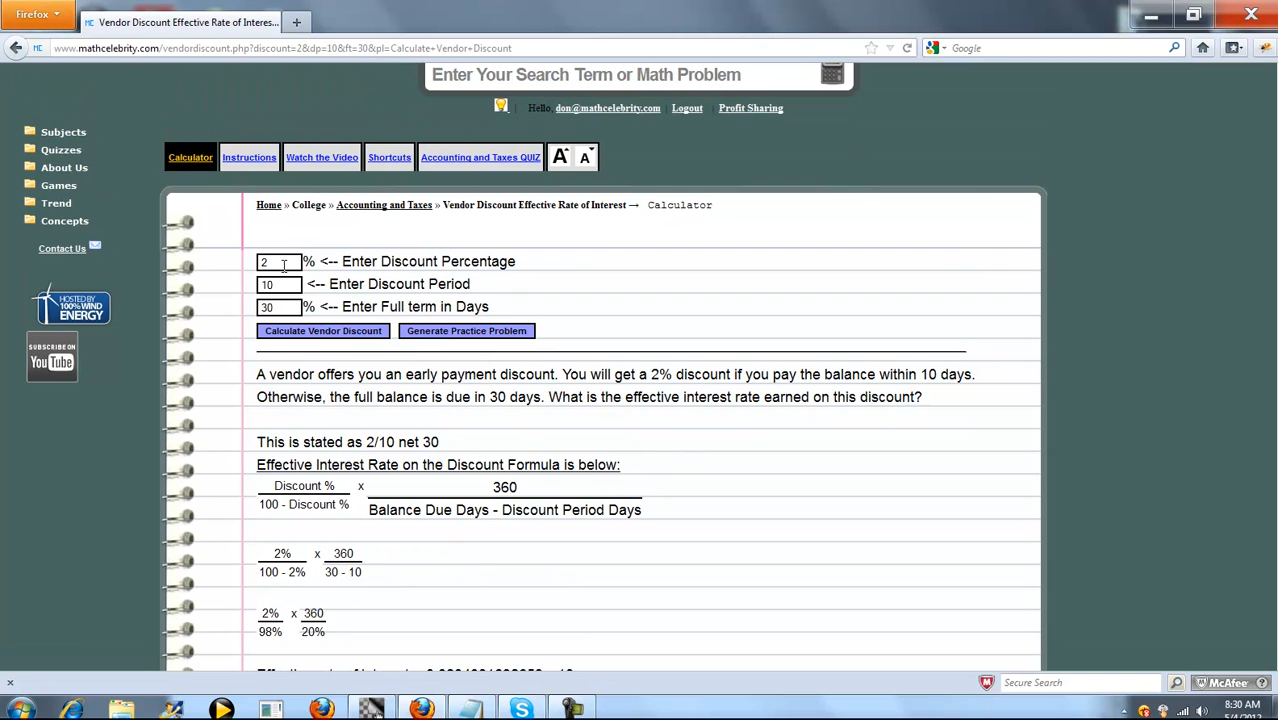 Firefox
Vendor Discount Effective Rate of Interes...
www.mathcelebrity.com/vendordiscount.php?discount=2&dp=10&ft=30&pl=Calculate+Vendor+Discount
Google
Enter Your Search Term or Math Problem
Hello, don@mathcelebrity.com Logout Profit Sharing
Subjects
Quizzes
About Us
Games
Trend
Concepts
Contact Us
HOSTED BY
100% WIND
ENERGY
SUBSCRIBE ON
You Tube
Calculator Instructions Watch the Video Shortcuts Accounting and Taxes QUIZ A A
Home » College » Accounting and Taxes » Vendor Discount Effective Rate of Interest → Calculator
2 % <-- Enter Discount Percentage
10 <-- Enter Discount Period
30 % <-- Enter Full term in Days
Calculate Vendor Discount Generate Practice Problem
A vendor offers you an early payment discount. You will get a 2% discount if you pay the balance within 10 days.
Otherwise, the full balance is due in 30 days. What is the effective interest rate earned on this discount?
This is stated as 2/10 net 30
Effective Interest Rate on the Discount Formula is below:
Discount % x 360
100 - Discount % Balance Due Days - Discount Period Days
2% x 360
100 - 2% 30 - 10
2% x 360
98% 20%
Secure Search
McAfee
8:30 AM